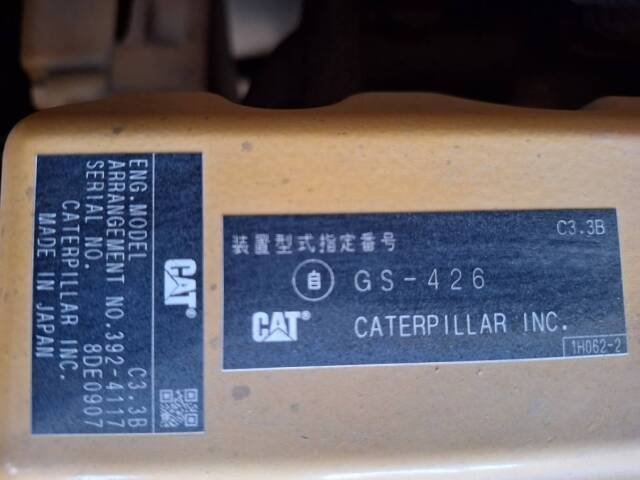 CAT®
ENG.MODEL C3.3B
ARRANGEMENT NO.392-4117
SERIAL NO. 8DE0907
CATERPILLAR INC.
MADE IN JAPAN
装置型式指定番号 C3.3B
自 GS-426
CAT® CATERPILLAR INC.
1H062-2